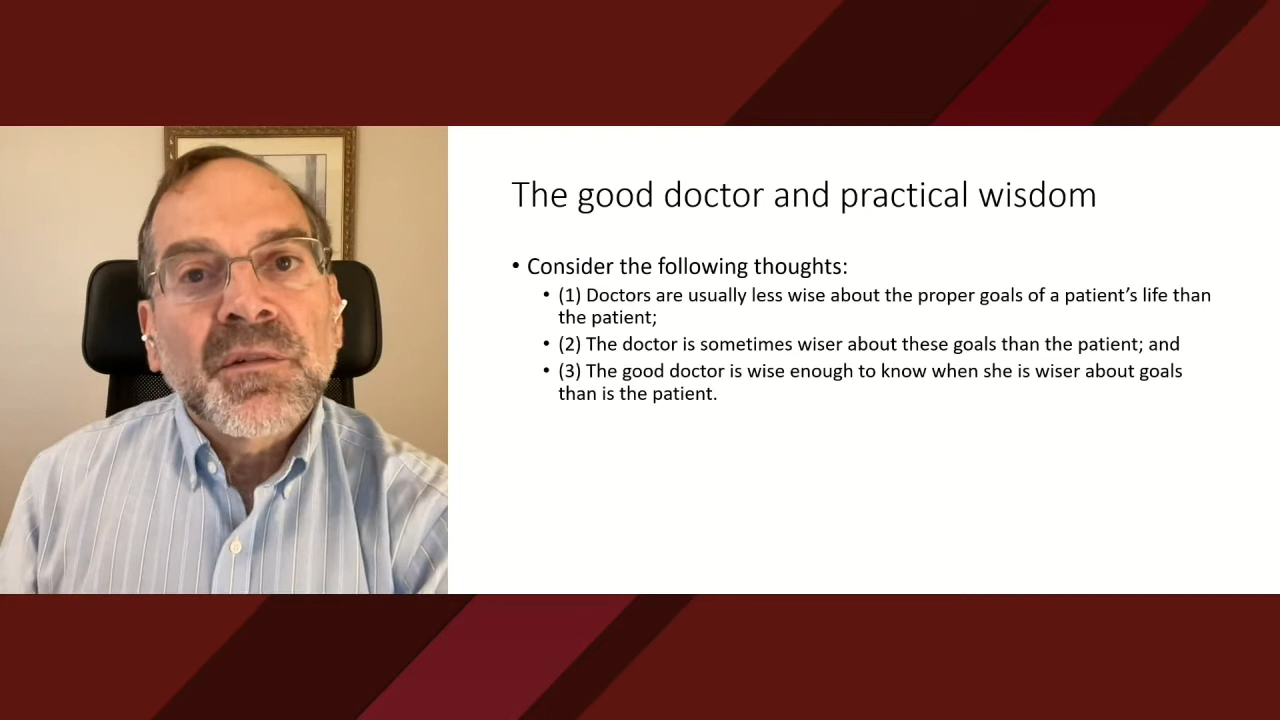 The good doctor and practical wisdom
• Consider the following thoughts:
• (1) Doctors are usually less wise about the proper goals of a patient’s life than
the patient;
• (2) The doctor is sometimes wiser about these goals than the patient; and
• (3) The good doctor is wise enough to know when she is wiser about goals
than is the patient.